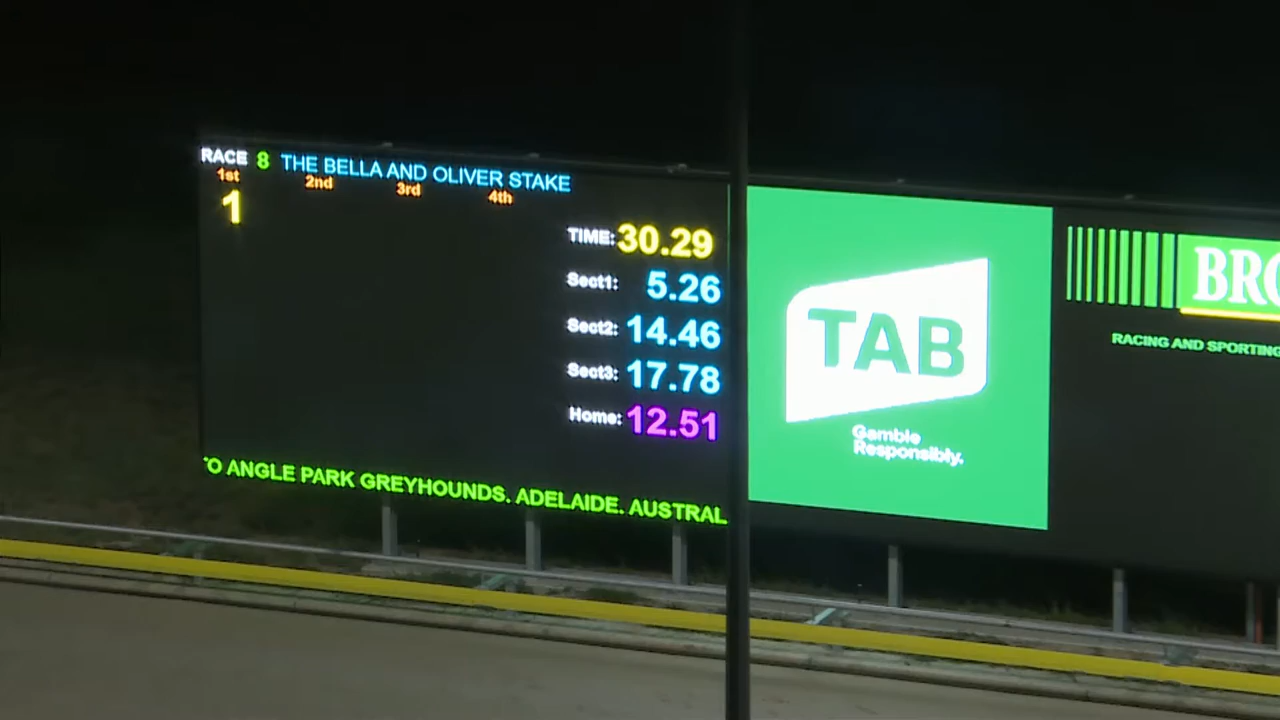 RACE 8 THE BELLA AND OLIVER STAKE
1st 2nd 3rd 4th
1
TIME: 30.29
Sect1: 5.26
Sect2: 14.46
Sect3: 17.78
Home: 12.51
TO ANGLE PARK GREYHOUNDS. ADELAIDE. AUSTRAL
TAB
Gamble
Responsibly.
BRO
RACING AND SPORTING